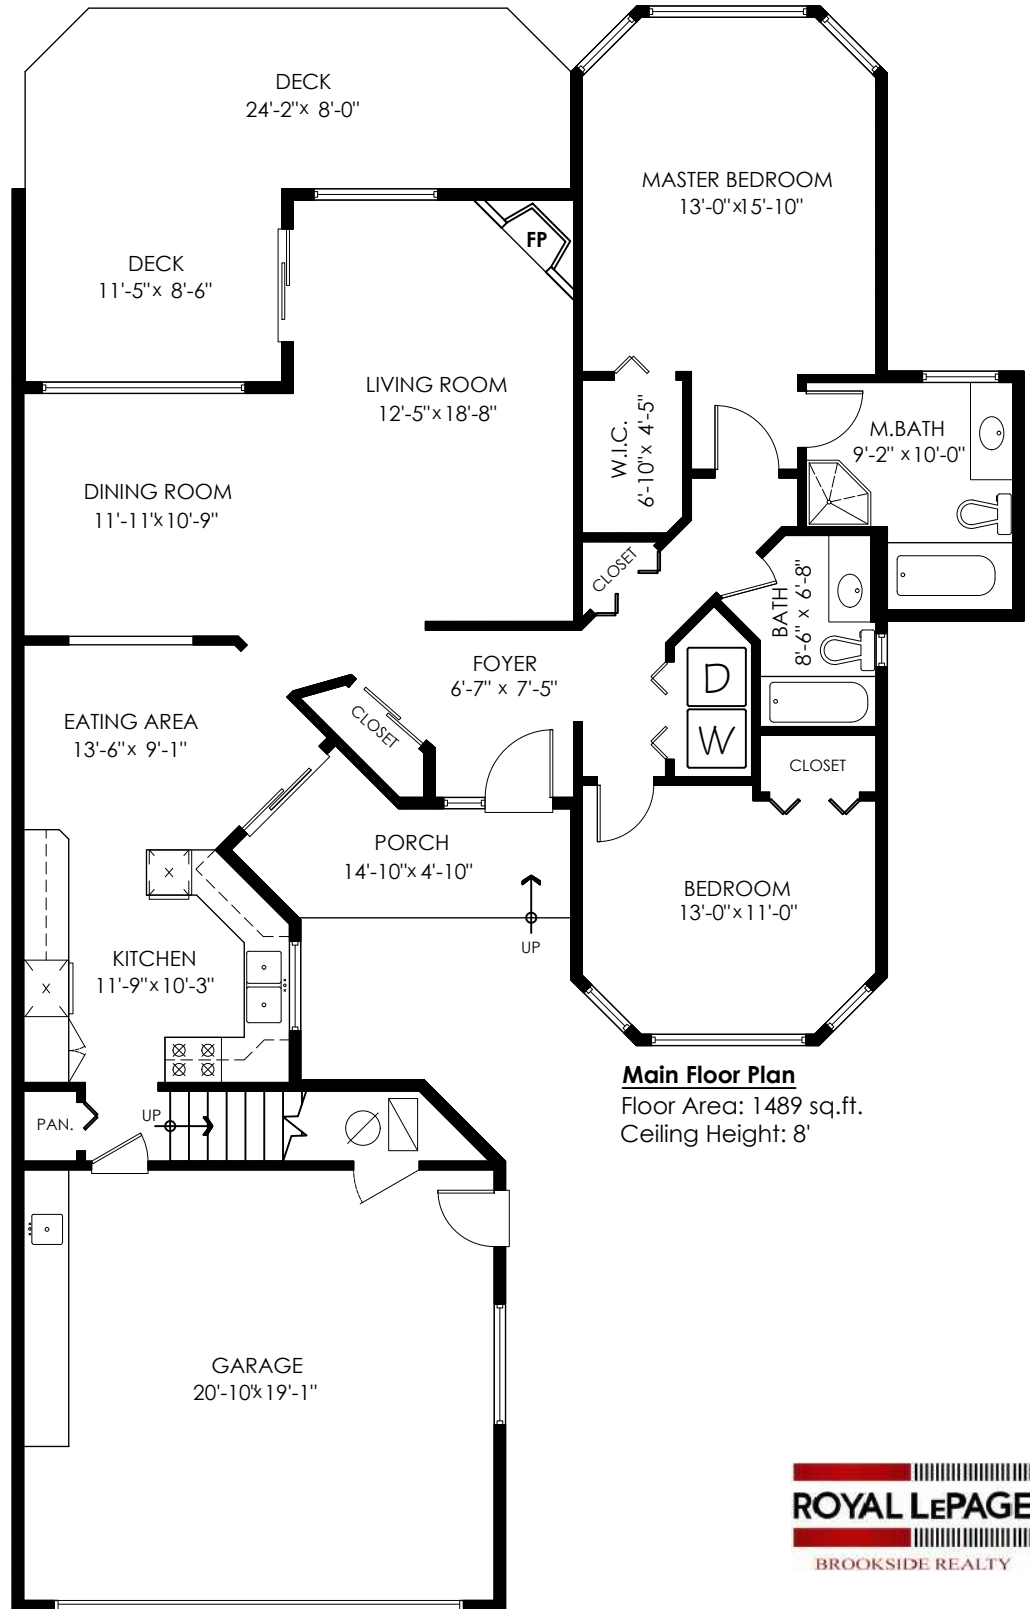 DECK
24'-2"x 8'-0"
MASTER BEDROOM
13'-0"x15'-10"
FP
DECK
11'-5"x 8'-6"
LIVING ROOM
12'-5"x18'-8"
W.I.C.
6'-10"x 4'-5"
M.BATH
9'-2" x10'-0"
DINING ROOM
11'-11"x10'-9"
CLOSET
BATH
8'-6" x 6'-8"
FOYER
6'-7" x 7'-5"
D
W
EATING AREA
13'-6"x 9'-1"
CLOSET
CLOSET
PORCH
14'-10"x 4'-10"
BEDROOM
13'-0"x11'-0"
UP
KITCHEN
11'-9"x10'-3"
x
x
Main Floor Plan
Floor Area: 1489 sq.ft.
Ceiling Height: 8'
PAN.
UP
GARAGE
20'-10"x19'-1"
ROYAL LEPAGE
BROOKSIDE REALTY